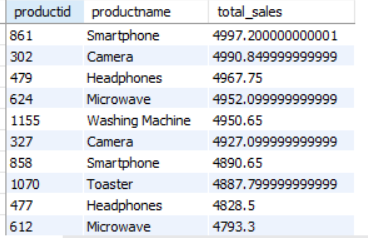 productid productname total_sales
861 Smartphone 4997.200000000001
302 Camera 4990.849999999999
479 Headphones 4967.75
624 Microwave 4952.099999999999
1155 Washing Machine 4950.65
327 Camera 4927.099999999999
858 Smartphone 4890.65
1070 Toaster 4887.799999999999
477 Headphones 4828.5
612 Microwave 4793.3